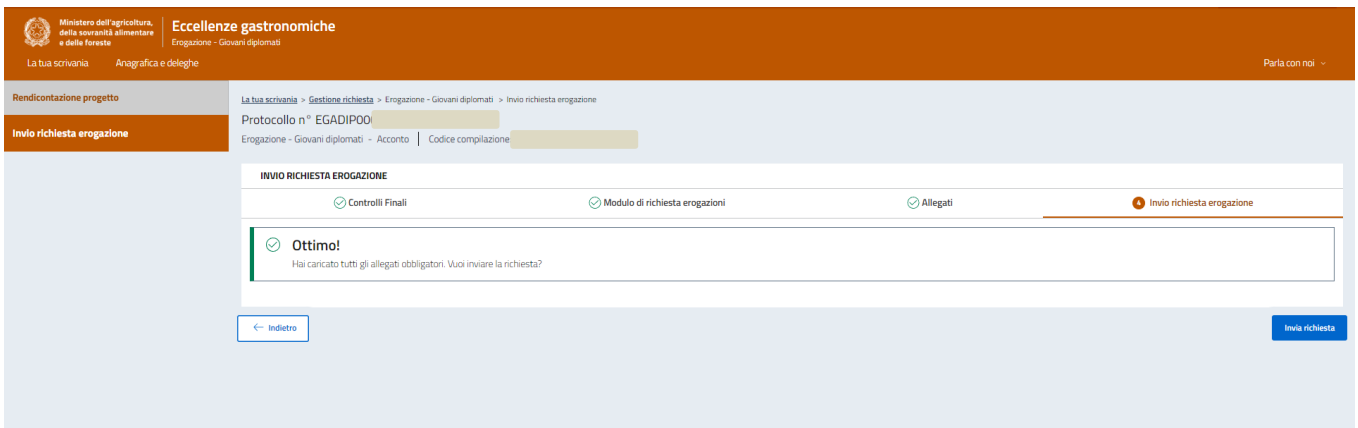 Ministero dell'agricoltura,
della sovranità alimentare
e delle foreste
Eccellenze gastronomiche
Erogazione - Giovani diplomati
La tua scrivania Anagrafica e deleghe Parla con noi
Rendicontazione progetto
Invio richiesta erogazione
La tua scrivania > Gestione richiesta > Erogazione - Giovani diplomati > Invio richiesta erogazione
Protocollo n° EGADIP00
Erogazione - Giovani diplomati - Acconto | Codice compilazione
INVIO RICHIESTA EROGAZIONE
Controlli Finali Modulo di richiesta erogazioni Allegati 4 Invio richiesta erogazione
Ottimo!
Hai caricato tutti gli allegati obbligatori. Vuoi inviare la richiesta?
← Indietro Invia richiesta